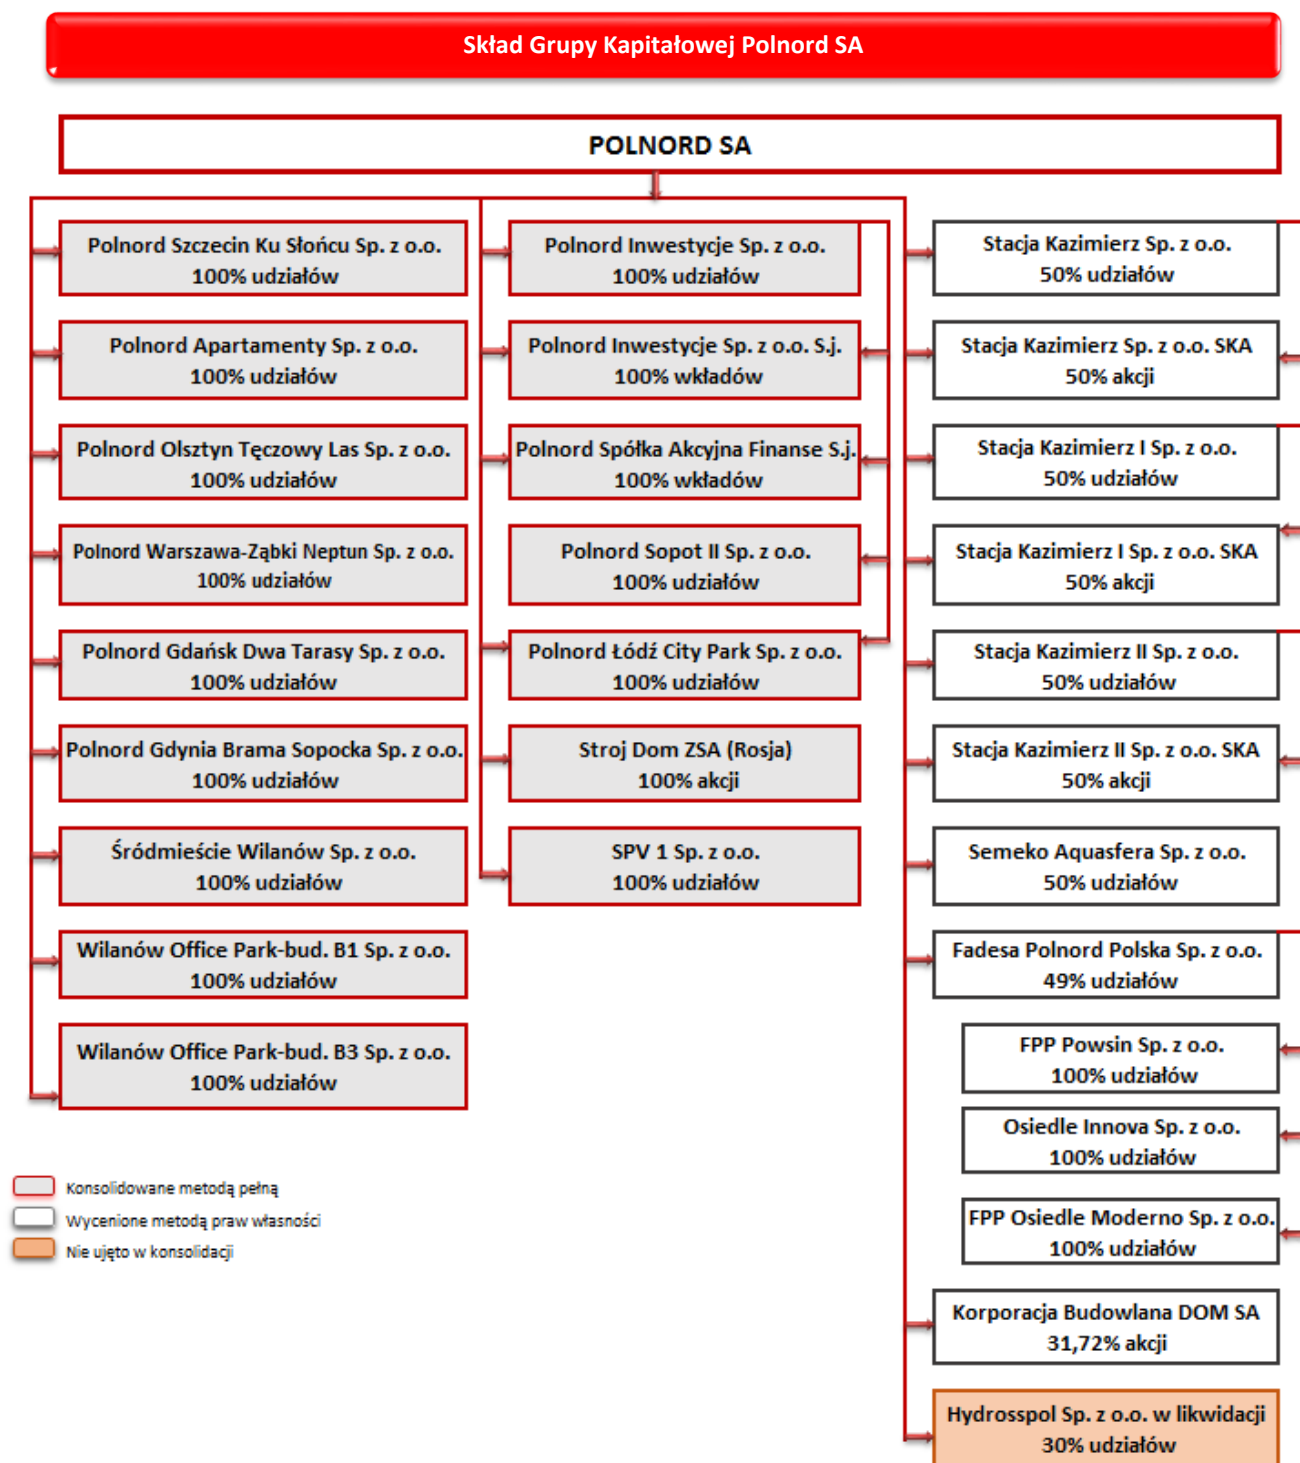 Skład Grupy Kapitałowej Polnord SA
POLNORD SA
Polnord Szczecin Ku Słońcu Sp. z o.o.
100% udziałów
Polnord Apartamenty Sp. z o.o.
100% udziałów
Polnord Olsztyn Tęczowy Las Sp. z o.o.
100% udziałów
Polnord Warszawa-Ząbki Neptun Sp. z o.o.
100% udziałów
Polnord Gdańsk Dwa Tarasy Sp. z o.o.
100% udziałów
Polnord Gdynia Brama Sopocka Sp. z o.o.
100% udziałów
Śródmieście Wilanów Sp. z o.o.
100% udziałów
Wilanów Office Park-bud. B1 Sp. z o.o.
100% udziałów
Wilanów Office Park-bud. B3 Sp. z o.o.
100% udziałów
Polnord Inwestycje Sp. z o.o.
100% udziałów
Polnord Inwestycje Sp. z o.o. S.j.
100% wkładów
Polnord Spółka Akcyjna Finanse S.j.
100% wkładów
Polnord Sopot II Sp. z o.o.
100% udziałów
Polnord Łódź City Park Sp. z o.o.
100% udziałów
Stroj Dom ZSA (Rosja)
100% akcji
SPV 1 Sp. z o.o.
100% udziałów
Stacja Kazimierz Sp. z o.o.
50% udziałów
Stacja Kazimierz Sp. z o.o. SKA
50% akcji
Stacja Kazimierz I Sp. z o.o.
50% udziałów
Stacja Kazimierz I Sp. z o.o. SKA
50% akcji
Stacja Kazimierz II Sp. z o.o.
50% udziałów
Stacja Kazimierz II Sp. z o.o. SKA
50% akcji
Semeko Aquasfera Sp. z o.o.
50% udziałów
Fadesa Polnord Polska Sp. z o.o.
49% udziałów
FPP Powsin Sp. z o.o.
100% udziałów
Osiedle Innova Sp. z o.o.
100% udziałów
FPP Osiedle Moderno Sp. z o.o.
100% udziałów
Korporacja Budowlana DOM SA
31,72% akcji
Hydrosspol Sp. z o.o. w likwidacji
30% udziałów
Konsolidowane metodą pełną
Wycenione metodą praw własności
Nie ujęto w konsolidacji